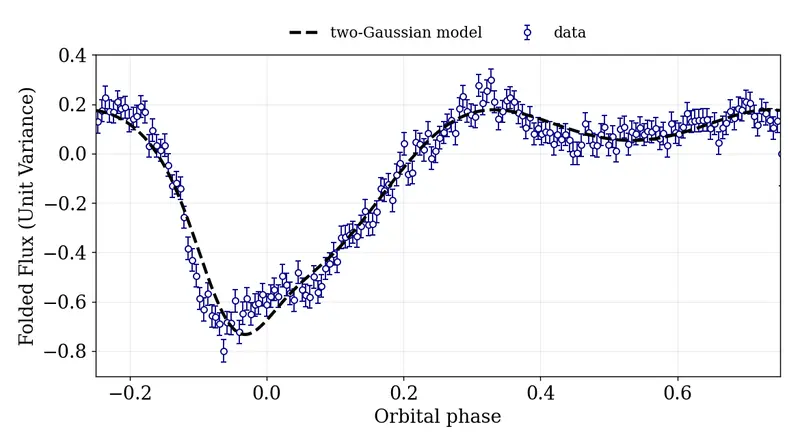 two-Gaussian model data
0.4
0.2
0.0
−0.2
−0.4
−0.6
−0.8
Folded Flux (Unit Variance)
−0.2 0.0 0.2 0.4 0.6
Orbital phase